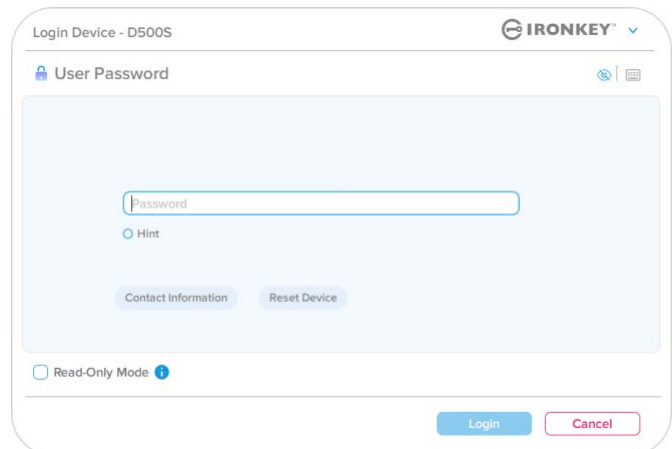 Login Device - D500S
IRONKEY™
User Password
Password
Hint
Contact Information
Reset Device
Read-Only Mode i
Login
Cancel